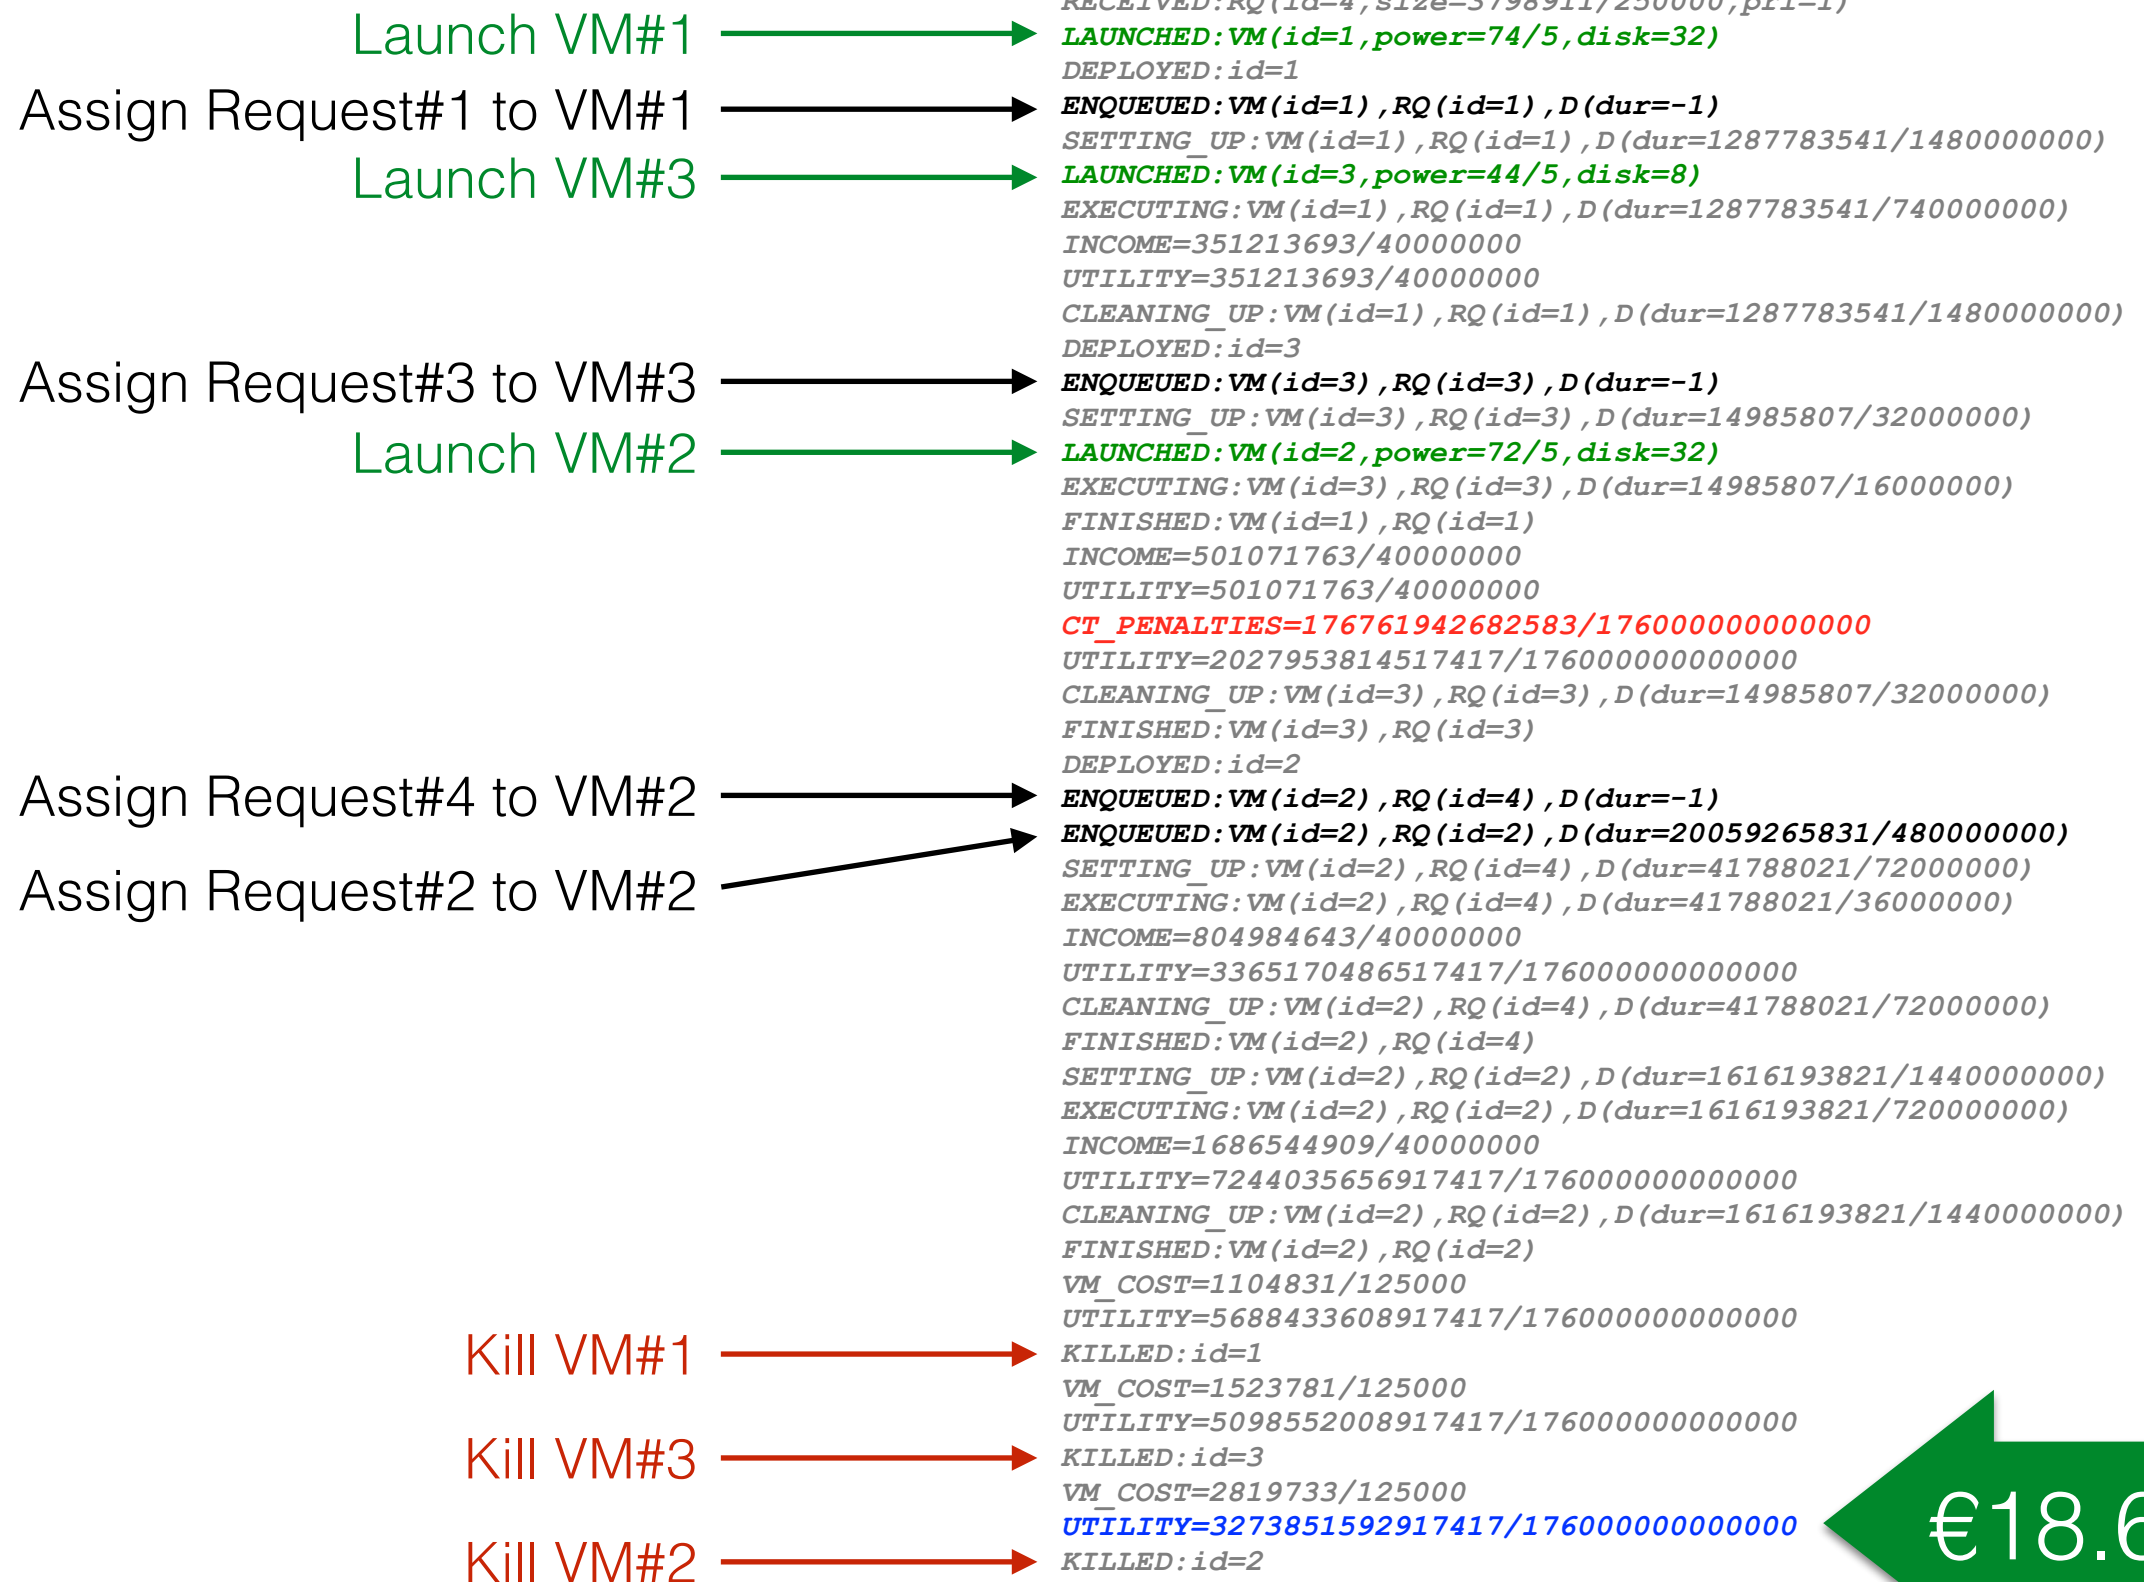 RECEIVED:RQ(id=4,size=3798911/250000,pri=1)
Launch VM#1
LAUNCHED:VM(id=1,power=74/5,disk=32)
DEPLOYED:id=1
Assign Request#1 to VM#1
ENQUEUED:VM(id=1),RQ(id=1),D(dur=-1)
SETTING_UP:VM(id=1),RQ(id=1),D(dur=1287783541/1480000000)
Launch VM#3
LAUNCHED:VM(id=3,power=44/5,disk=8)
EXECUTING:VM(id=1),RQ(id=1),D(dur=1287783541/740000000)
INCOME=351213693/40000000
UTILITY=351213693/40000000
CLEANING_UP:VM(id=1),RQ(id=1),D(dur=1287783541/1480000000)
DEPLOYED:id=3
Assign Request#3 to VM#3
ENQUEUED:VM(id=3),RQ(id=3),D(dur=-1)
SETTING_UP:VM(id=3),RQ(id=3),D(dur=14985807/32000000)
Launch VM#2
LAUNCHED:VM(id=2,power=72/5,disk=32)
EXECUTING:VM(id=3),RQ(id=3),D(dur=14985807/16000000)
FINISHED:VM(id=1),RQ(id=1)
INCOME=501071763/40000000
UTILITY=501071763/40000000
CT_PENALTIES=176761942682583/176000000000000
UTILITY=2027953814517417/176000000000000
CLEANING_UP:VM(id=3),RQ(id=3),D(dur=14985807/32000000)
FINISHED:VM(id=3),RQ(id=3)
DEPLOYED:id=2
Assign Request#4 to VM#2
ENQUEUED:VM(id=2),RQ(id=4),D(dur=-1)
Assign Request#2 to VM#2
ENQUEUED:VM(id=2),RQ(id=2),D(dur=20059265831/480000000)
SETTING_UP:VM(id=2),RQ(id=4),D(dur=41788021/72000000)
EXECUTING:VM(id=2),RQ(id=4),D(dur=41788021/36000000)
INCOME=804984643/40000000
UTILITY=3365170486517417/176000000000000
CLEANING_UP:VM(id=2),RQ(id=4),D(dur=41788021/72000000)
FINISHED:VM(id=2),RQ(id=4)
SETTING_UP:VM(id=2),RQ(id=2),D(dur=1616193821/1440000000)
EXECUTING:VM(id=2),RQ(id=2),D(dur=1616193821/720000000)
INCOME=1686544909/40000000
UTILITY=7244035656917417/176000000000000
CLEANING_UP:VM(id=2),RQ(id=2),D(dur=1616193821/1440000000)
FINISHED:VM(id=2),RQ(id=2)
VM_COST=1104831/125000
UTILITY=5688433608917417/176000000000000
Kill VM#1
KILLED:id=1
VM_COST=1523781/125000
UTILITY=5098552008917417/176000000000000
Kill VM#3
KILLED:id=3
VM_COST=2819733/125000
UTILITY=3273851592917417/176000000000000
€18.6
Kill VM#2
KILLED:id=2